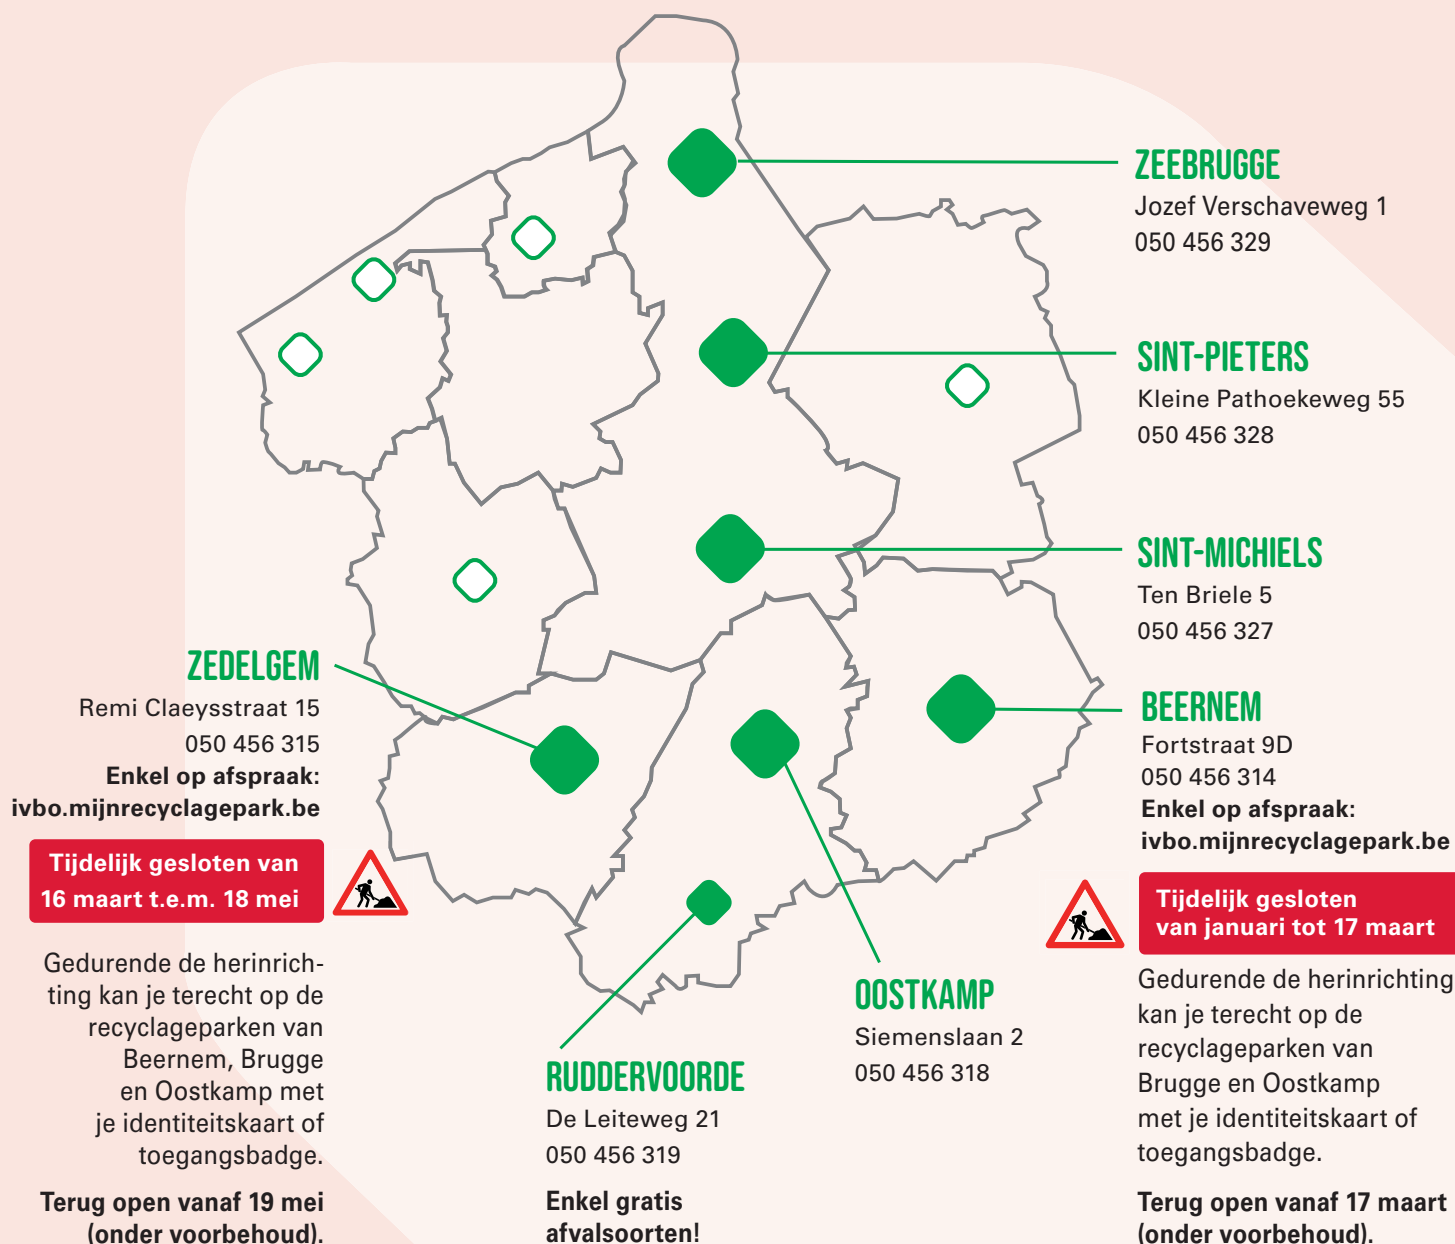 ZEEBRUGGE
Jozef Verschaveweg 1
050 456 329
SINT-PIETERS
Kleine Pathoekeweg 55
050 456 328
SINT-MICHIELS
Ten Briele 5
050 456 327
ZEDELGEM
Remi Claeysstraat 15
050 456 315
Enkel op afspraak:
ivbo.mijnrecyclagepark.be
Tijdelijk gesloten van
16 maart t.e.m. 18 mei
Gedurende de herinrich-
ting kan je terecht op de
recyclageparken van
Beernem, Brugge
en Oostkamp met
je identiteitskaart of
toegangsbadge.
Terug open vanaf 19 mei
(onder voorbehoud).
BEERNEM
Fortstraat 9D
050 456 314
Enkel op afspraak:
ivbo.mijnrecyclagepark.be
Tijdelijk gesloten
van januari tot 17 maart
Gedurende de herinrichting
kan je terecht op de
recyclageparken van
Brugge en Oostkamp
met je identiteitskaart of
toegangsbadge.
Terug open vanaf 17 maart
(onder voorbehoud).
OOSTKAMP
Siemenslaan 2
050 456 318
RUDDERVOORDE
De Leiteweg 21
050 456 319
Enkel gratis
afvalsoorten!